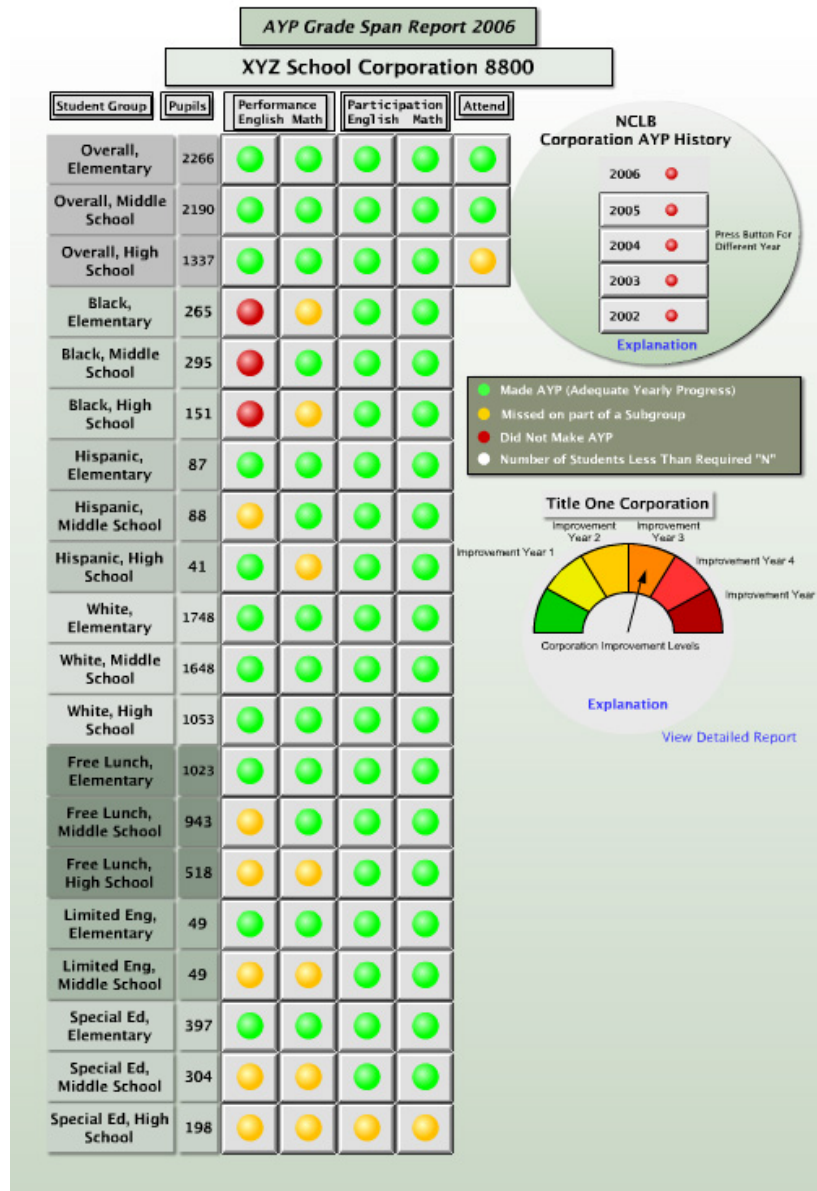 AYP Grade Span Report 2006
XYZ School Corporation 8800
Student Group
Pupils
Performance
English Math
Participation
English Math
Attend
Overall,
Elementary
2266
Overall, Middle
School
2190
Overall, High
School
1337
Black,
Elementary
265
Black, Middle
School
295
Black, High
School
151
Hispanic,
Elementary
87
Hispanic,
Middle School
88
Hispanic, High
School
41
White,
Elementary
1748
White, Middle
School
1648
White, High
School
1053
Free Lunch,
Elementary
1023
Free Lunch,
Middle School
943
Free Lunch,
High School
518
Limited Eng,
Elementary
49
Limited Eng,
Middle School
49
Special Ed,
Elementary
397
Special Ed,
Middle School
304
Special Ed, High
School
198
NCLB
Corporation AYP History
2006
2005
2004
2003
2002
Press Button For
Different Year
Explanation
Made AYP (Adequate Yearly Progress)
Missed on part of a Subgroup
Did Not Make AYP
Number of Students Less Than Required "N"
Title One Corporation
Improvement Year 1
Improvement
Year 2
Improvement
Year 3
Improvement Year 4
Improvement Year
Corporation Improvement Levels
Explanation
View Detailed Report